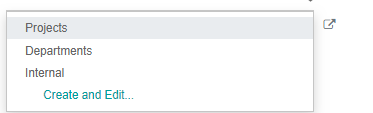 Projects
Departments
Internal
Create and Edit...